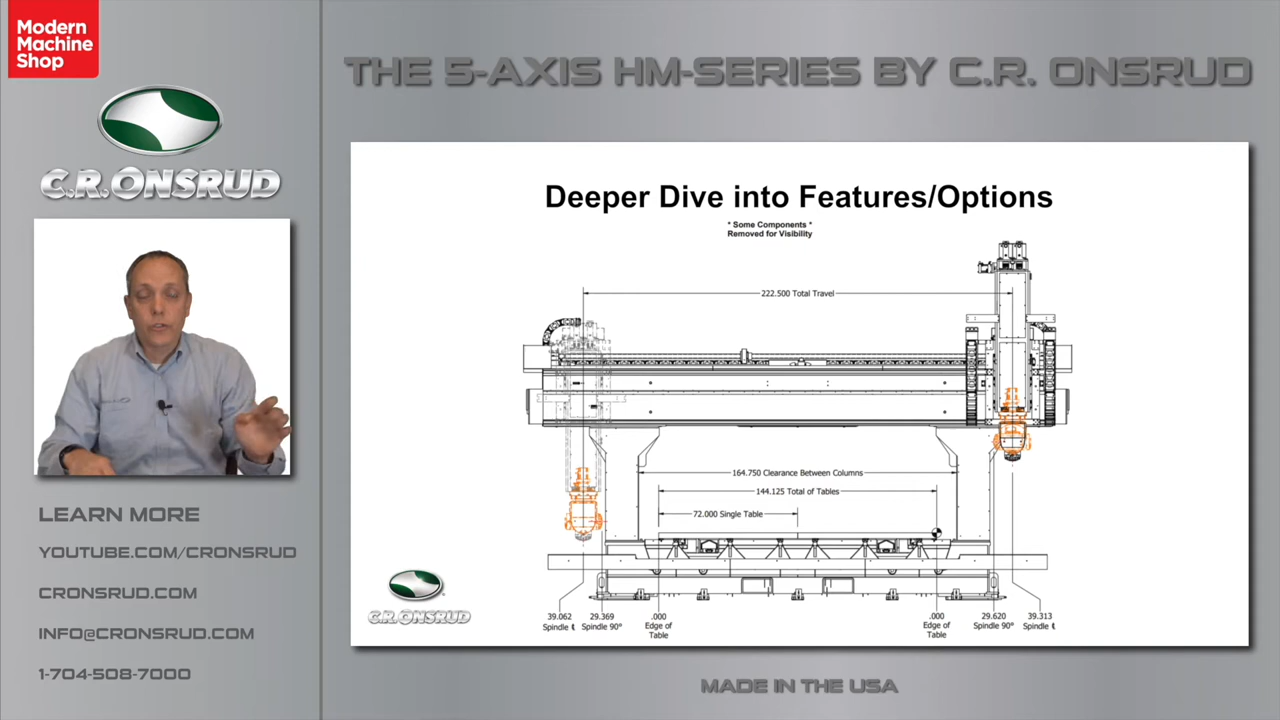 Modern
Machine
Shop
THE 5-AXIS HM-SERIES BY C.R. ONSRUD
C.R.ONSRUD
LEARN MORE
YOUTUBE.COM/CRONSRUD
CRONSRUD.COM
INFO@CRONSRUD.COM
1-704-508-7000
Deeper Dive into Features/Options
* Some Components *
Removed for Visibility
222.500 Total Travel
164.750 Clearance Between Columns
144.125 Total of Tables
72.000 Single Table
39.062
Spindle ℄
29.369
Spindle 90°
.000
Edge of
Table
.000
Edge of
Table
29.620
Spindle 90°
39.313
Spindle ℄
C.R.ONSRUD
MADE IN THE USA